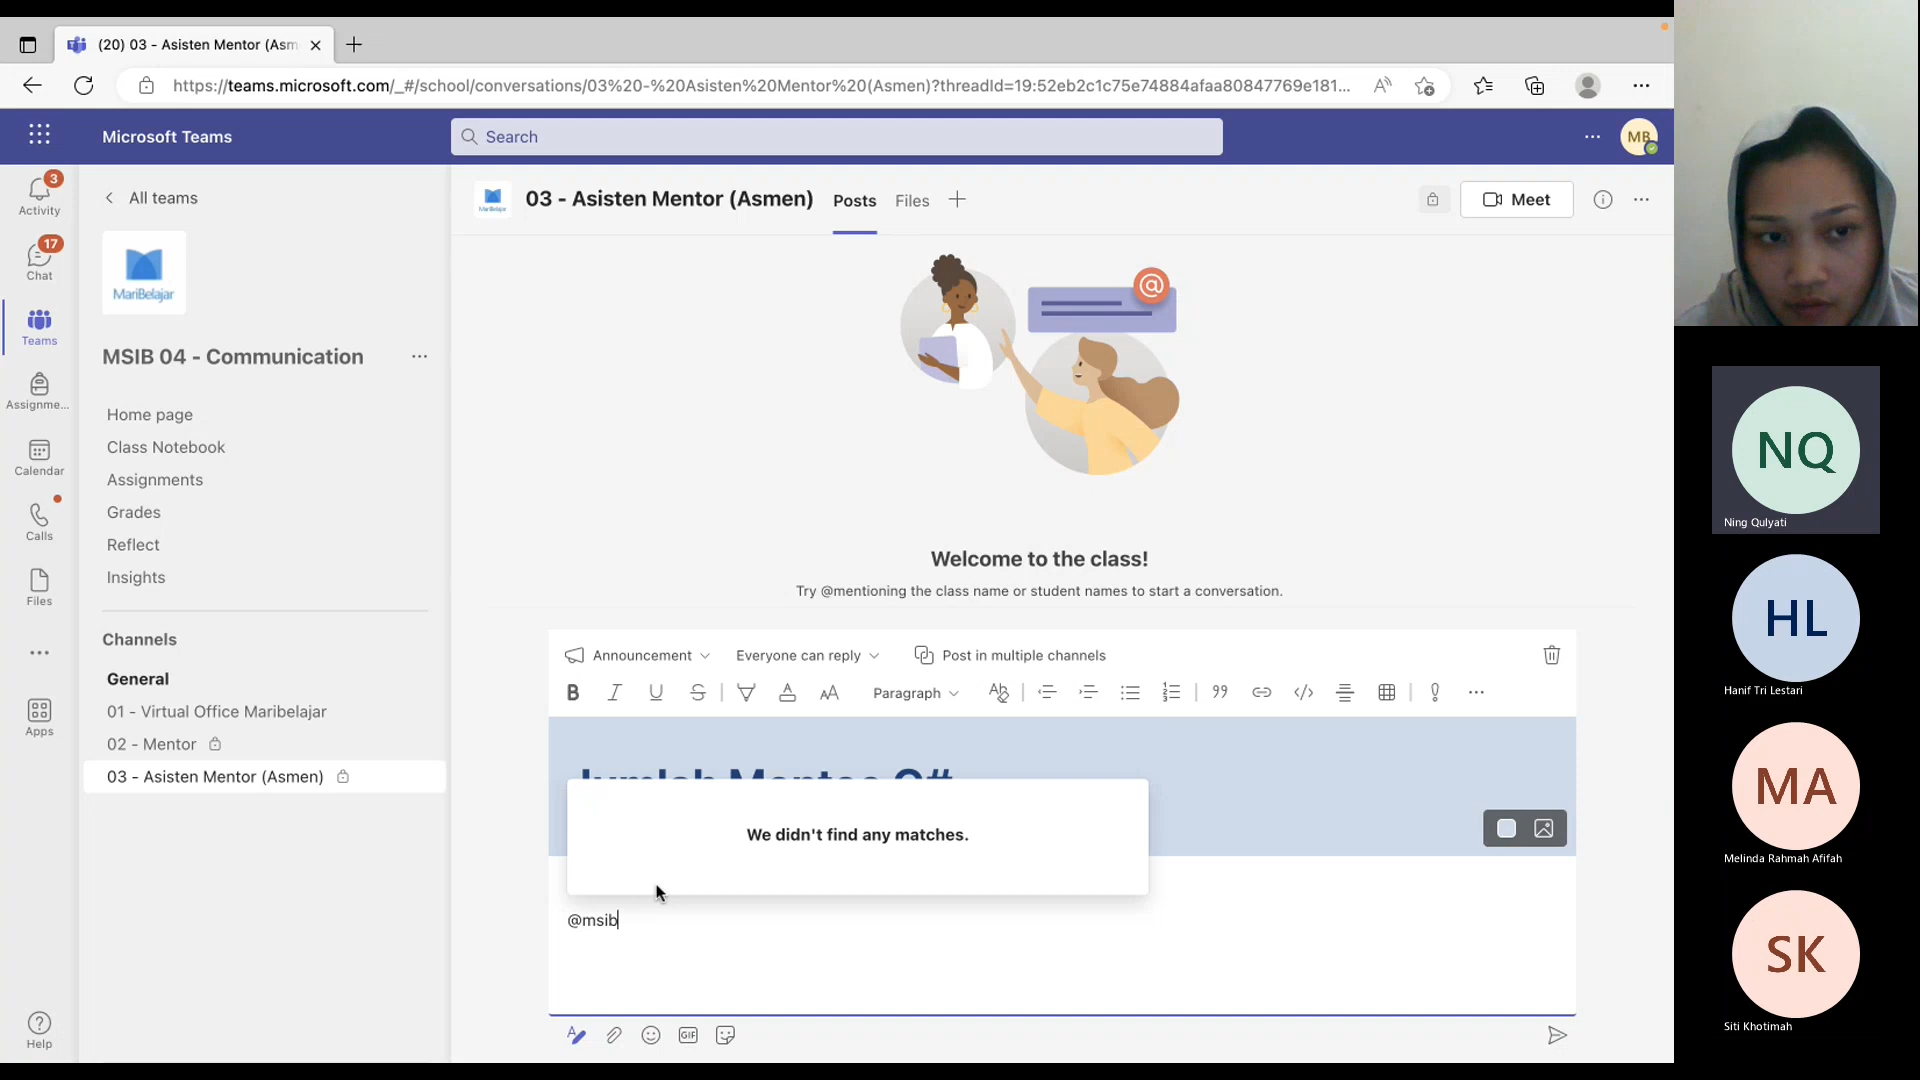 (20) 03 - Asisten Mentor (Asm
https://teams.microsoft.com/_#/school/conversations/03%20-%20Asisten%20Mentor%20(Asmen)?threadId=19:52eb2c1c75e74884afaa80847769e181...
Microsoft Teams
Search
MB
3
Activity
17
Chat
Teams
Assignme...
Calendar
Calls
Files
Apps
Help
All teams
MariBelajar
MSIB 04 - Communication
Home page
Class Notebook
Assignments
Grades
Reflect
Insights
Channels
General
01 - Virtual Office Maribelajar
02 - Mentor
03 - Asisten Mentor (Asmen)
MariBelajar
03 - Asisten Mentor (Asmen)
Posts
Files
Meet
@
Welcome to the class!
Try @mentioning the class name or student names to start a conversation.
Announcement
Everyone can reply
Post in multiple channels
B I U S
Paragraph
Jumlah Mentee C#
We didn't find any matches.
@msib
GIF
NQ
Ning Qulyati
HL
Hanif Tri Lestari
MA
Melinda Rahmah Afifah
SK
Siti Khotimah